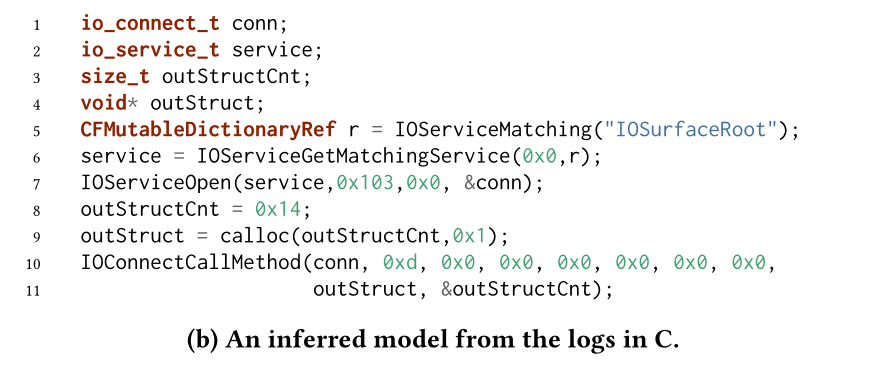 1 io_connect_t conn;
2 io_service_t service;
3 size_t outStructCnt;
4 void* outStruct;
5 CFMutableDictionaryRef r = IOServiceMatching("IOSurfaceRoot");
6 service = IOServiceGetMatchingService(0x0,r);
7 IOServiceOpen(service,0x103,0x0, &conn);
8 outStructCnt = 0x14;
9 outStruct = calloc(outStructCnt,0x1);
10 IOConnectCallMethod(conn, 0xd, 0x0, 0x0, 0x0, 0x0, 0x0, 0x0,
11 outStruct, &outStructCnt);
(b) An inferred model from the logs in C.